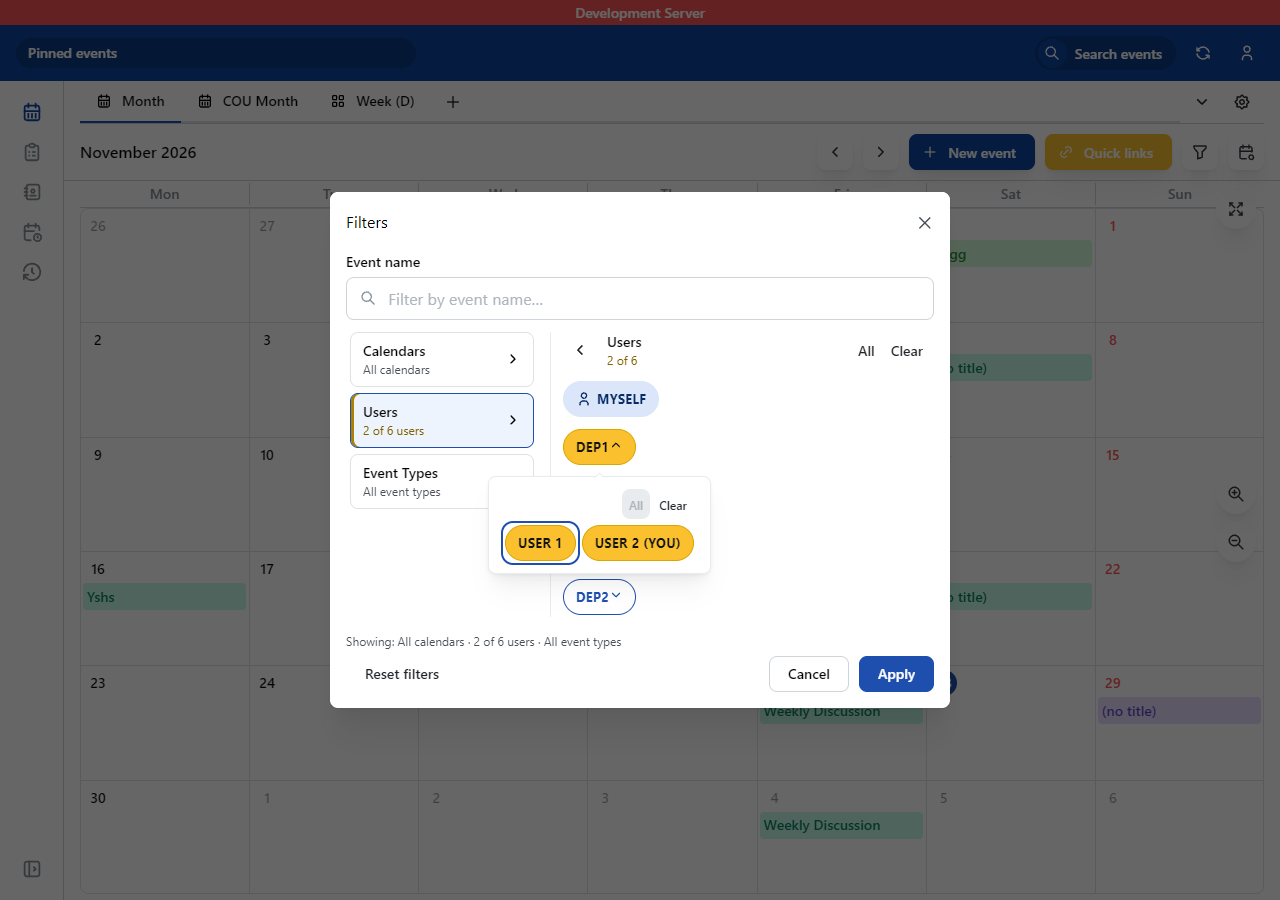 Development Server
Pinned events
Search events
Month
COU Month
Week (D)
November 2026
New event
Quick links
Mon
Sat
Sun
26
27
1
2
3
8
9
10
15
16
17
22
Yshs
23
24
29
Weekly Discussion
(no title)
30
1
2
3
4
5
6
Weekly Discussion
Filters
Event name
Filter by event name...
Calendars
All calendars
Users
2 of 6 users
Event Types
All event types
Users
2 of 6
All
Clear
MYSELF
DEP1
All
Clear
USER 1
USER 2 (YOU)
DEP2
Showing: All calendars · 2 of 6 users · All event types
Reset filters
Cancel
Apply